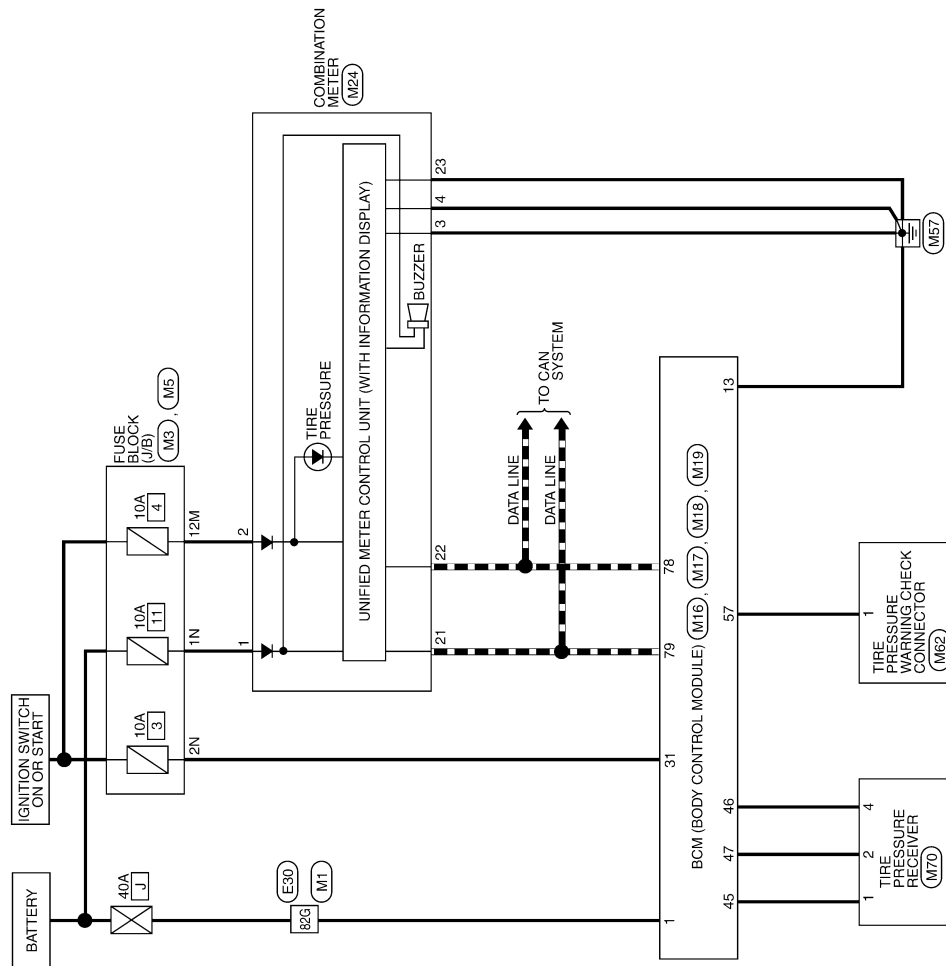 BATTERY
IGNITION SWITCH
ON OR START
40A
J
10A
3
10A
11
10A
4
FUSE
BLOCK
(J/B)
M3 , M5
2N
1N
12M
E30
82G
M1
1
2
COMBINATION
METER
M24
TIRE
PRESSURE
UNIFIED METER CONTROL UNIT (WITH INFORMATION DISPLAY)
BUZZER
21
22
3
4
23
DATA LINE
DATA LINE
TO CAN
SYSTEM
1
31
79
78
BCM (BODY CONTROL MODULE) M16 , M17 , M18 , M19
45
47
46
57
13
1
2
4
TIRE
PRESSURE
RECEIVER
M70
1
TIRE
PRESSURE
WARNING CHECK
CONNECTOR
M62
M57